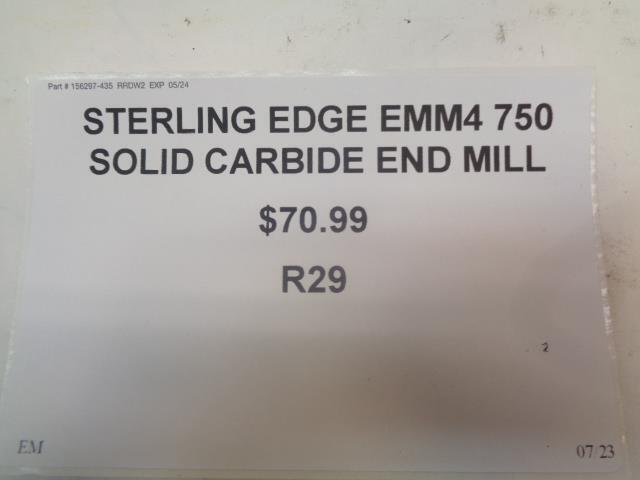 Part # 156297-435 RRDW2 EXP 05/24
STERLING EDGE EMM4 750
SOLID CARBIDE END MILL
$70.99
R29
2
EM
07/23